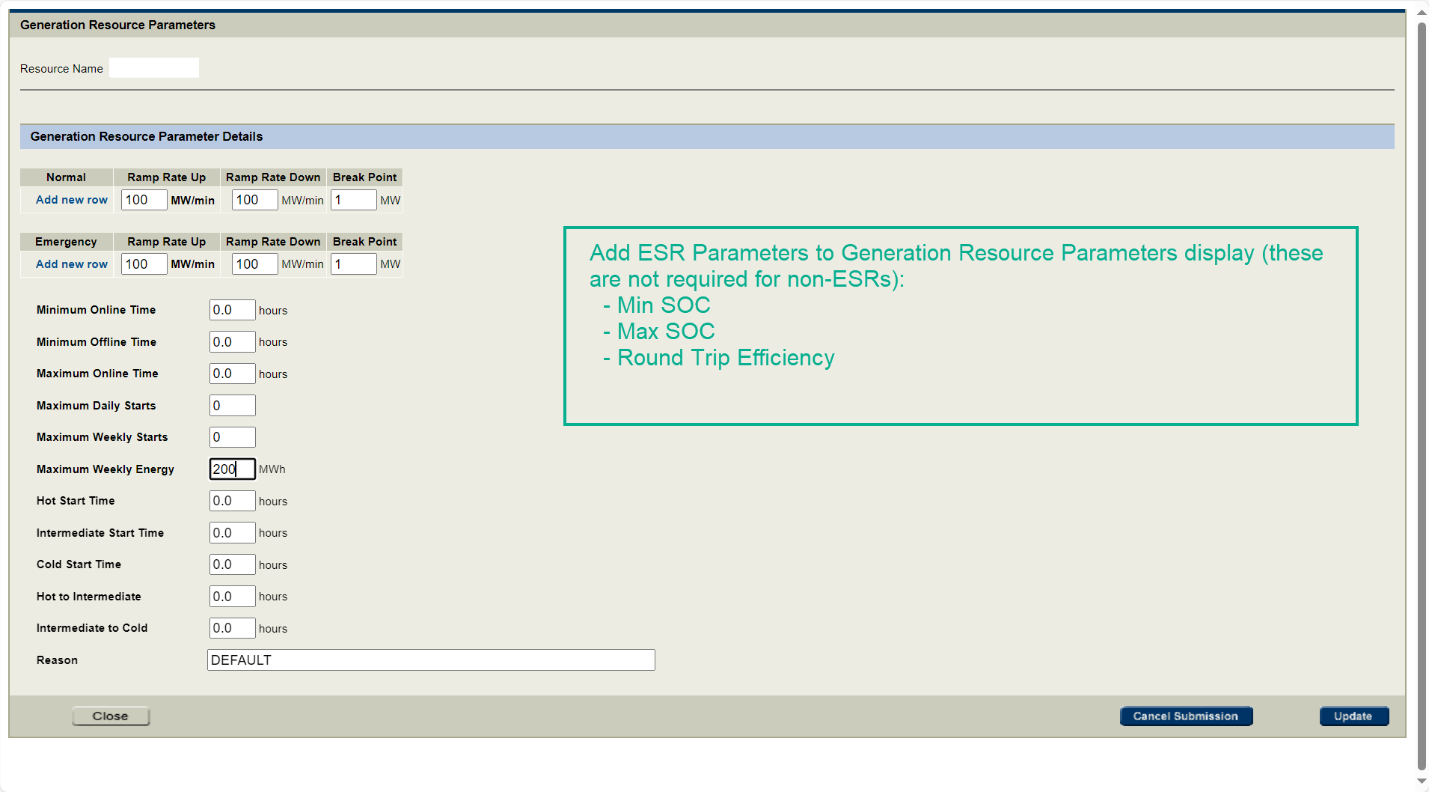 Generation Resource Parameters
Resource Name
Generation Resource Parameter Details
Normal Ramp Rate Up Ramp Rate Down Break Point
Add new row 100 MW/min 100 MW/min 1 MW
Emergency Ramp Rate Up Ramp Rate Down Break Point
Add new row 100 MW/min 100 MW/min 1 MW
Add ESR Parameters to Generation Resource Parameters display (these
are not required for non-ESRs):
- Min SOC
- Max SOC
- Round Trip Efficiency
Minimum Online Time 0.0 hours
Minimum Offline Time 0.0 hours
Maximum Online Time 0.0 hours
Maximum Daily Starts 0
Maximum Weekly Starts 0
Maximum Weekly Energy 200 MWh
Hot Start Time 0.0 hours
Intermediate Start Time 0.0 hours
Cold Start Time 0.0 hours
Hot to Intermediate 0.0 hours
Intermediate to Cold 0.0 hours
Reason DEFAULT
Close Cancel Submission Update